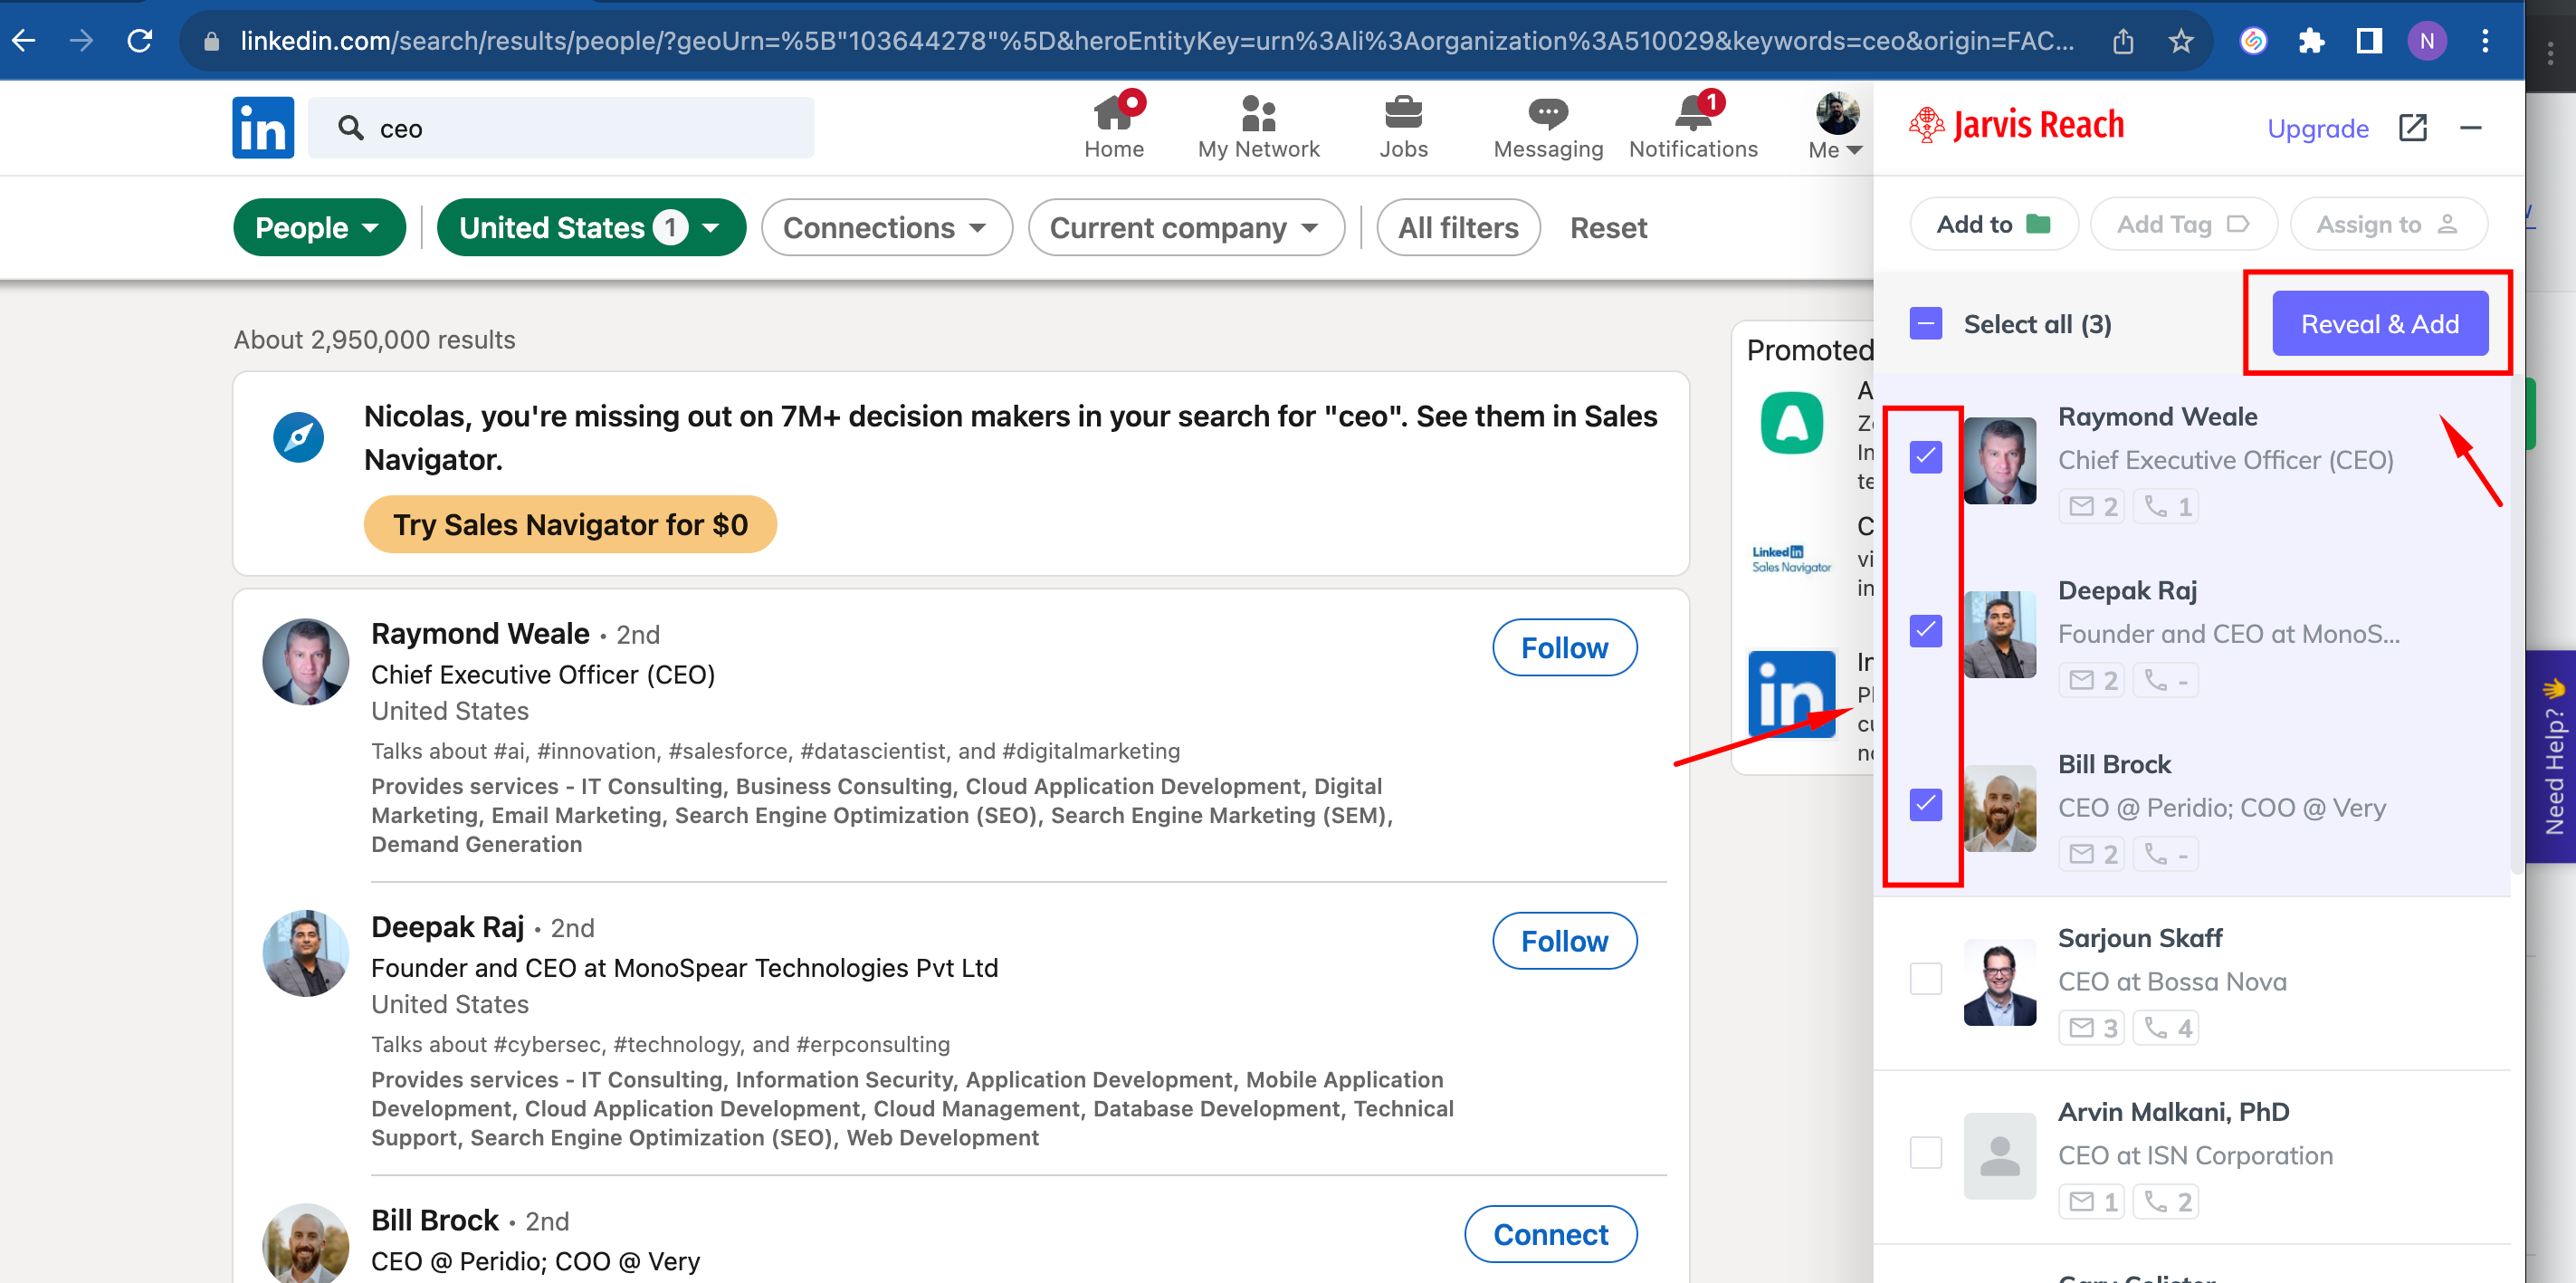 linkedin.com/search/results/people/?geoUrn=%5B"103644278"%5D&heroEntityKey=urn%3Ali%3Aorganization%3A510029&keywords=ceo&origin=FAC...
N
in
ceo
Home
My Network
Jobs
Messaging
1
Notifications
Me
People
United States 1
Connections
Current company
All filters
Reset
About 2,950,000 results
Nicolas, you're missing out on 7M+ decision makers in your search for "ceo". See them in Sales
Navigator.
Try Sales Navigator for $0
Raymond Weale • 2nd
Chief Executive Officer (CEO)
United States
Talks about #ai, #innovation, #salesforce, #datascientist, and #digitalmarketing
Provides services - IT Consulting, Business Consulting, Cloud Application Development, Digital
Marketing, Email Marketing, Search Engine Optimization (SEO), Search Engine Marketing (SEM),
Demand Generation
Follow
Deepak Raj • 2nd
Founder and CEO at MonoSpear Technologies Pvt Ltd
United States
Talks about #cybersec, #technology, and #erpconsulting
Provides services - IT Consulting, Information Security, Application Development, Mobile Application
Development, Cloud Application Development, Cloud Management, Database Development, Technical
Support, Search Engine Optimization (SEO), Web Development
Follow
Bill Brock • 2nd
CEO @ Peridio; COO @ Very
Connect
Promoted
LinkedIn
Sales Navigator
in
Jarvis Reach
Upgrade
Add to
Add Tag
Assign to
Select all (3)
Reveal & Add
Raymond Weale
Chief Executive Officer (CEO)
2 1
Deepak Raj
Founder and CEO at MonoS...
2 -
Bill Brock
CEO @ Peridio; COO @ Very
2 -
Sarjoun Skaff
CEO at Bossa Nova
3 4
Arvin Malkani, PhD
CEO at ISN Corporation
1 2
Need Help?